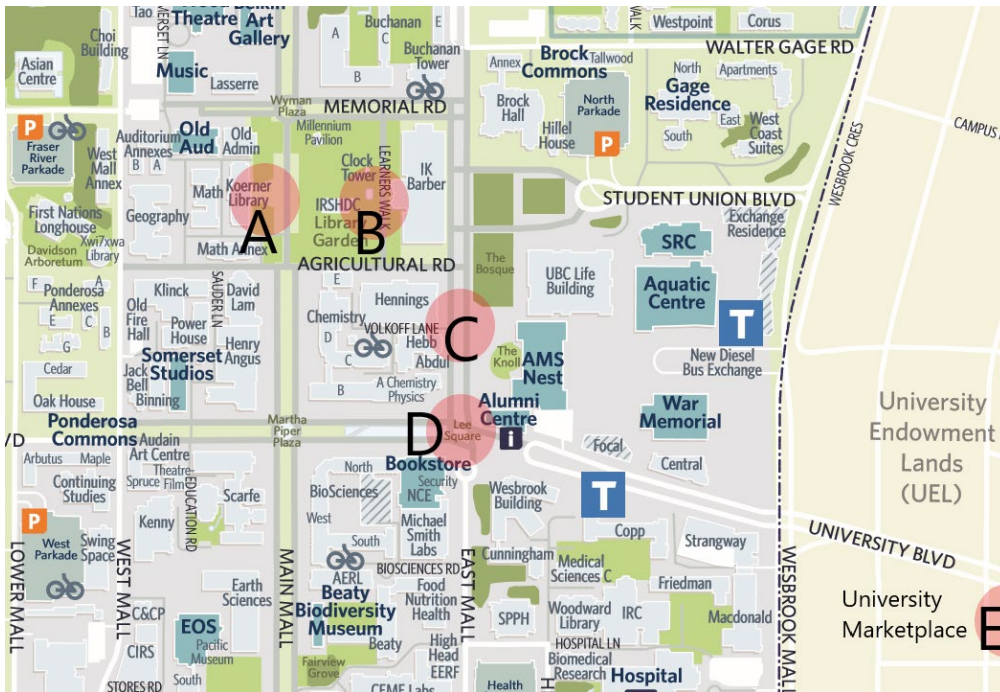 Choi
Building
Tao
SOMERSET LN
Theatre
Belkin
Art
Gallery
Music
Lasserre
Asian
Centre
Buchanan
A
C
E
B
Buchanan
Tower
WALK
Westpoint
Corus
WALTER GAGE RD
Annex
Brock
Commons
Tallwood
North
Apartments
Gage
Residence
East
West
Coast
Suites
South
Brock
Hall
Hillel
House
North
Parkade
P
Wyman
Plaza
MEMORIAL RD
P
Fraser
River
Parkade
West
Mall
Annex
Auditorium
Annexes
B
A
Old
Aud
Old
Admin
Millennium
Pavilion
Clock
Tower
LEARNERS WALK
IK
Barber
Math
Koerner
Library
A
IRSHDC
Library
Garden
B
Geography
Math Annex
First Nations
Longhouse
Xwi7xwa
Library
Davidson
Arboretum
AGRICULTURAL RD
STUDENT UNION BLVD
Exchange
Residence
WESBROOK CRES
CAMPUS
SRC
Aquatic
Centre
T
New Diesel
Bus Exchange
The
Bosque
UBC Life
Building
F
A
Ponderosa
Annexes
E
C
B
G
Cedar
Oak House
Klinck
SAUDER LN
David
Lam
Old
Fire
Hall
Power
House
Henry
Angus
Somerset
Studios
Jack
Bell
Binning
E
Hennings
Chemistry
D
VOLKOFF LANE
C
Hebb
Abdul
B
A Chemistry
Physics
C
The
Knoll
AMS
Nest
Alumni
Centre
i
War
Memorial
Focal
Central
T
D
Lee
Square
Martha
Piper
Plaza
Ponderosa
Commons
VD
Arbutus
Maple
Audain
Art Centre
Spruce
Theatre-
Film
Continuing
Studies
EDUCATION RD
Scarfe
Kenny
P
West
Parkade
Swing
Space
LOWER MALL
WEST MALL
C&CP
CIRS
STORES RD
EOS
Pacific
Museum
South
Earth
Sciences
MAIN MALL
North
BioSciences
West
South
Bookstore
Security
NCE
Michael
Smith
Labs
BIOSCIENCES RD
AERL
Beaty
Biodiversity
Museum
Beaty
Fairview
Grove
Food
Nutrition
Health
High
Head
EERF
CEME Labs
EAST MALL
Wesbrook
Building
Cunningham
Copp
Medical
Sciences C
Strangway
Friedman
SPPH
Woodward
Library
IRC
Macdonald
HOSPITAL LN
Biomedical
Research
Hospital
Health
H
WESBROOK MALL
UNIVERSITY BLVD
University
Endowment
Lands
(UEL)
University
Marketplace
E